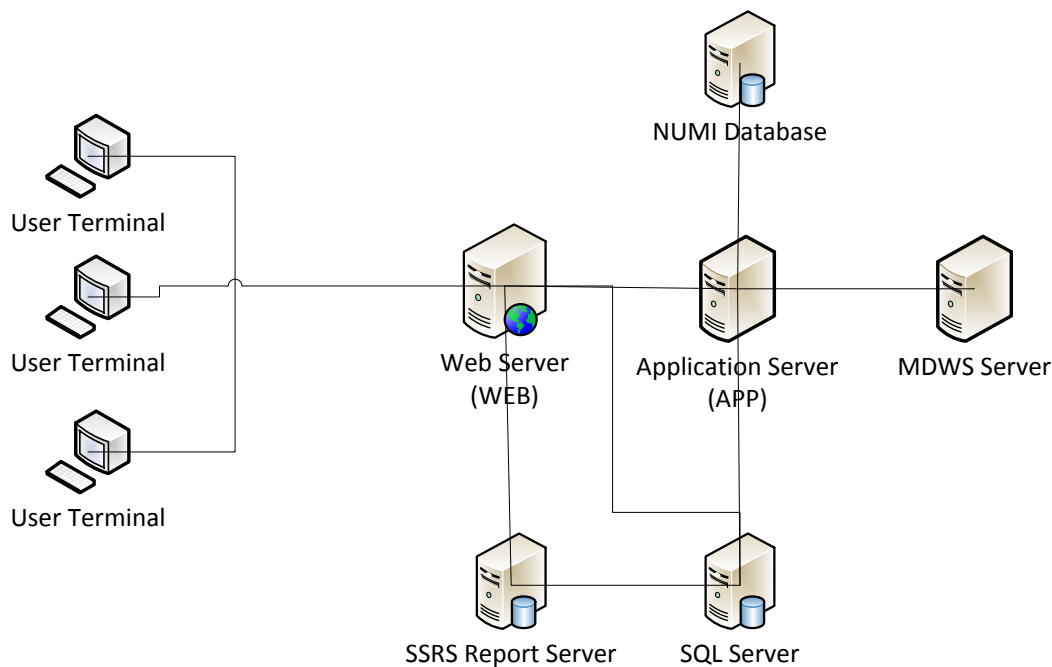 NUMI Database
User Terminal
User Terminal
Web Server
(WEB)
Application Server
(APP)
MDWS Server
User Terminal
SSRS Report Server
SQL Server